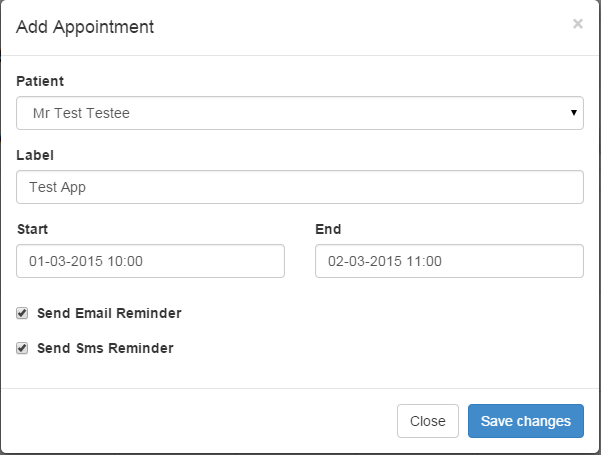 Add Appointment ×
Patient
Mr Test Testee
Label
Test App
Start End
01-03-2015 10:00 02-03-2015 11:00
Send Email Reminder
Send Sms Reminder
Close Save changes